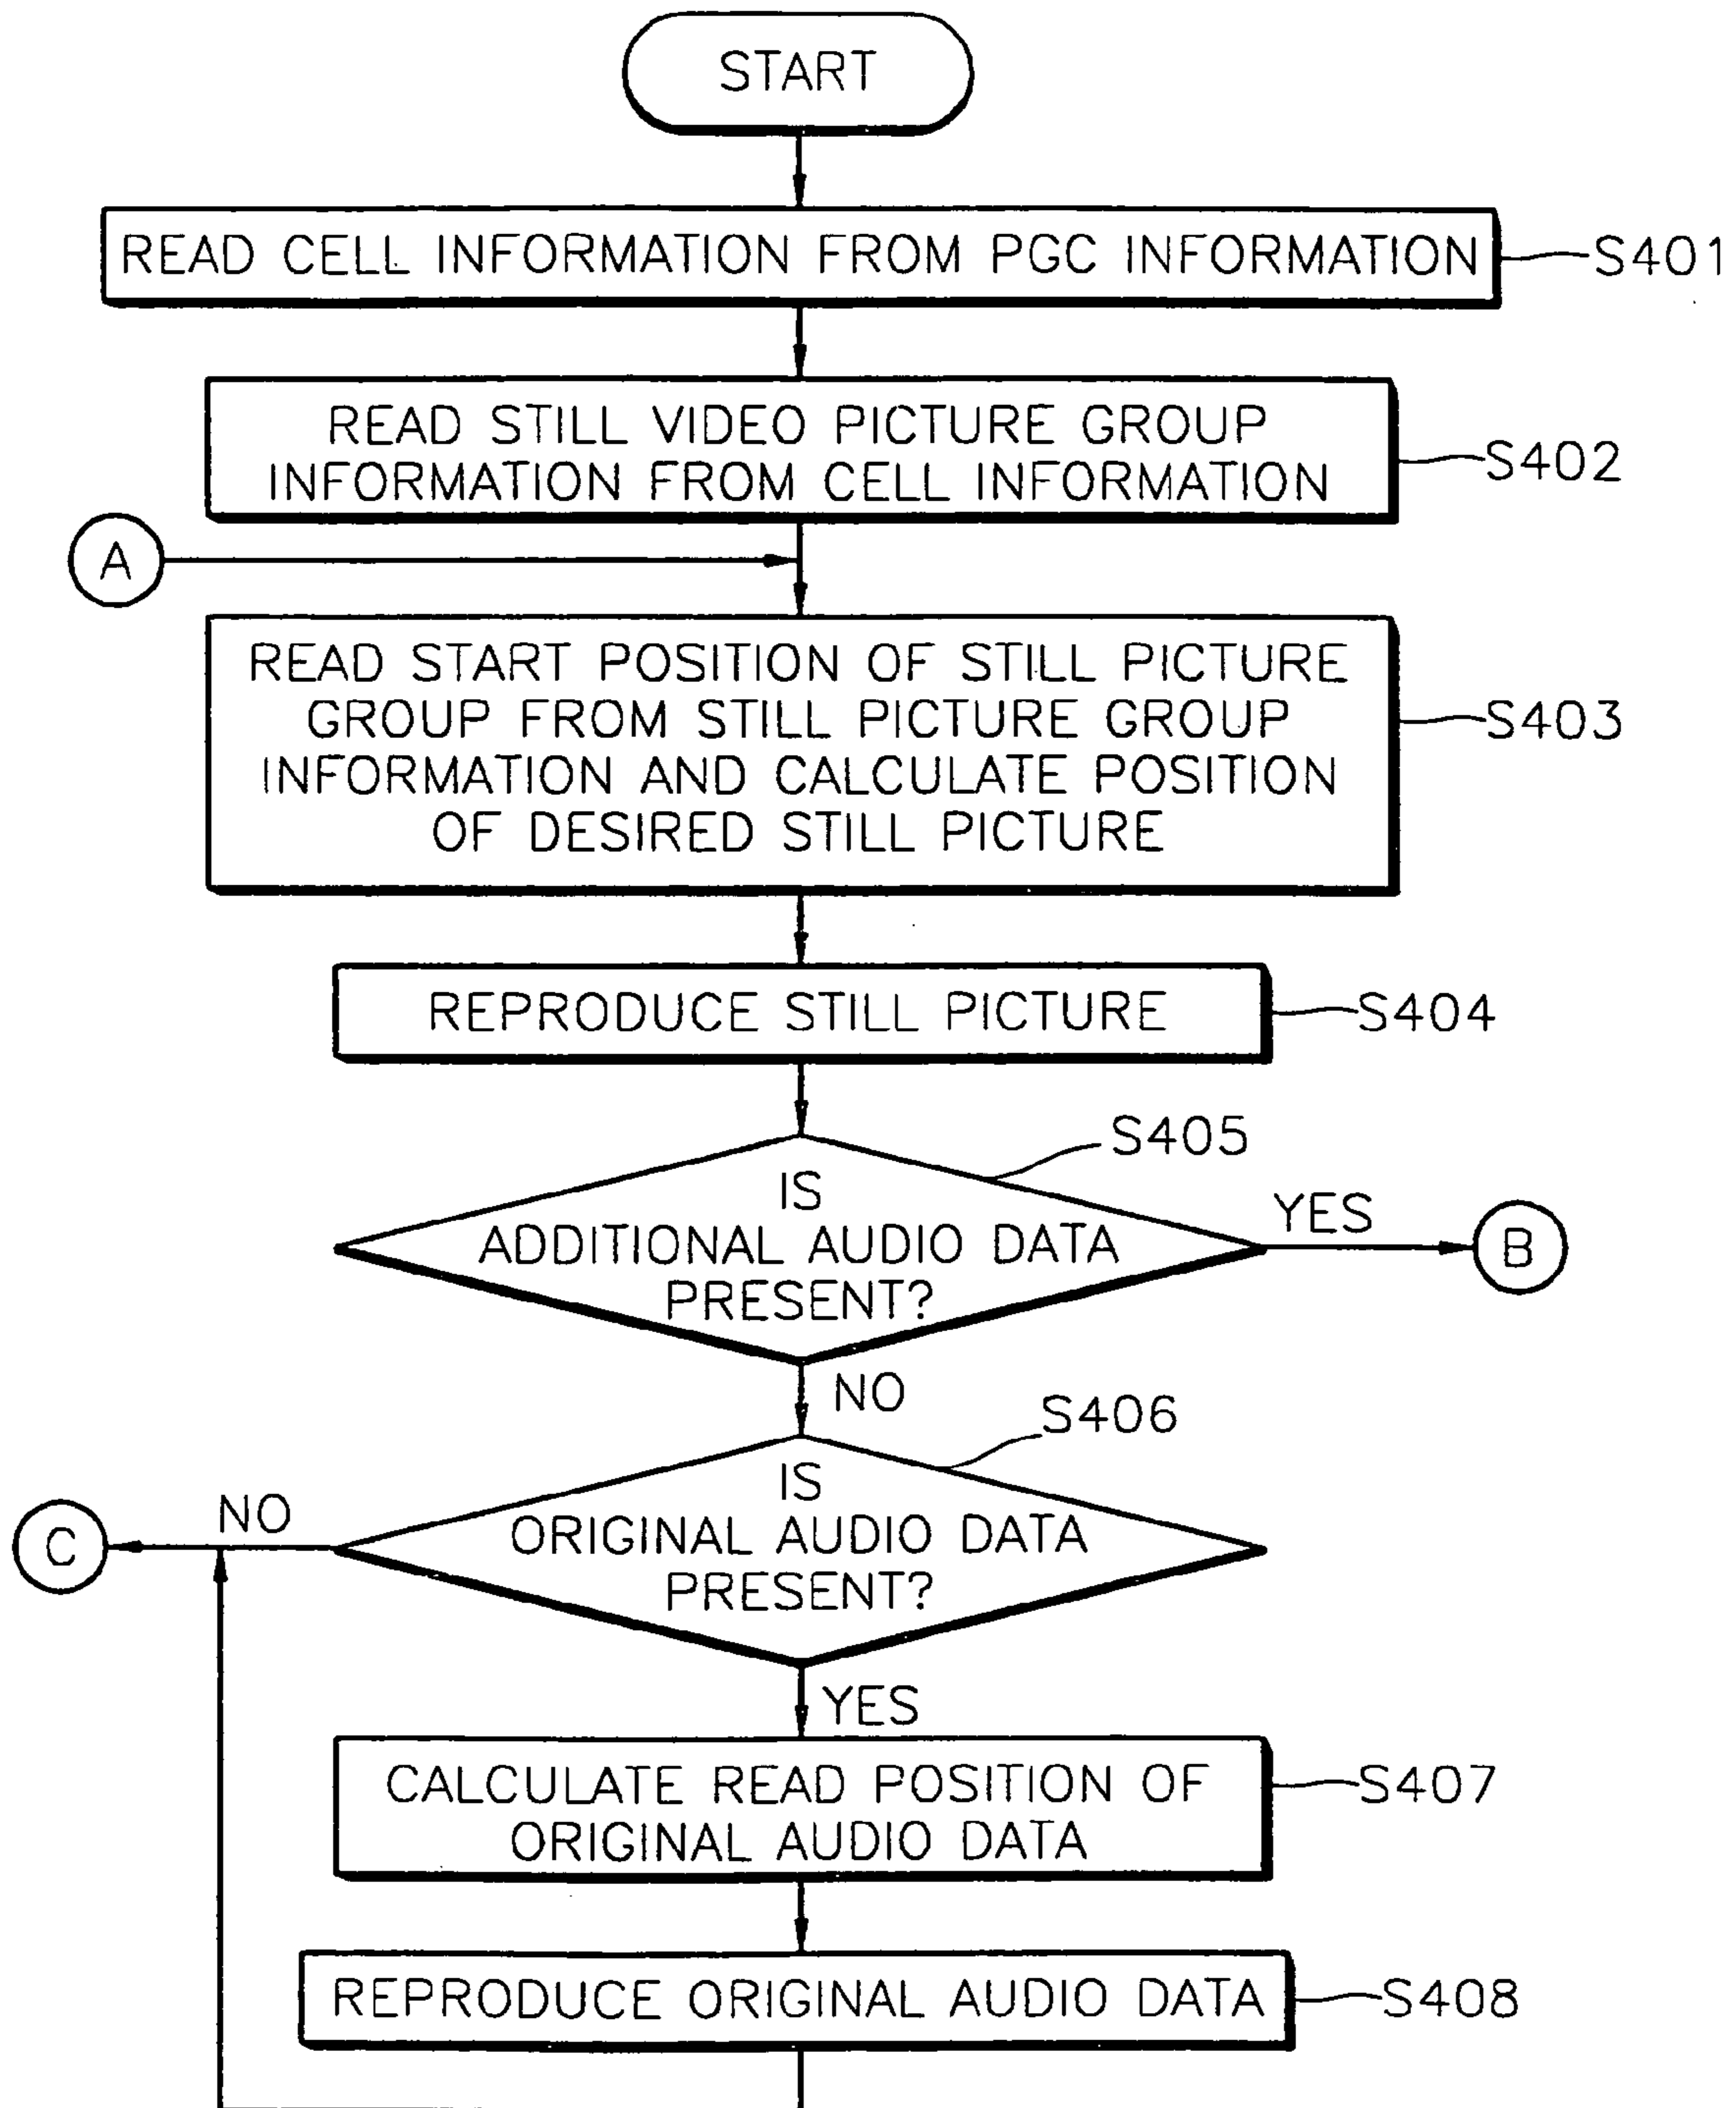 START
READ CELL INFORMATION FROM PGC INFORMATION
S401
READ STILL VIDEO PICTURE GROUP
INFORMATION FROM CELL INFORMATION
S402
A
READ START POSITION OF STILL PICTURE
GROUP FROM STILL PICTURE GROUP
INFORMATION AND CALCULATE POSITION
OF DESIRED STILL PICTURE
S403
REPRODUCE STILL PICTURE
S404
S405
IS
ADDITIONAL AUDIO DATA
PRESENT?
YES
B
NO
S406
IS
ORIGINAL AUDIO DATA
PRESENT?
NO
C
YES
CALCULATE READ POSITION OF
ORIGINAL AUDIO DATA
S407
REPRODUCE ORIGINAL AUDIO DATA
S408